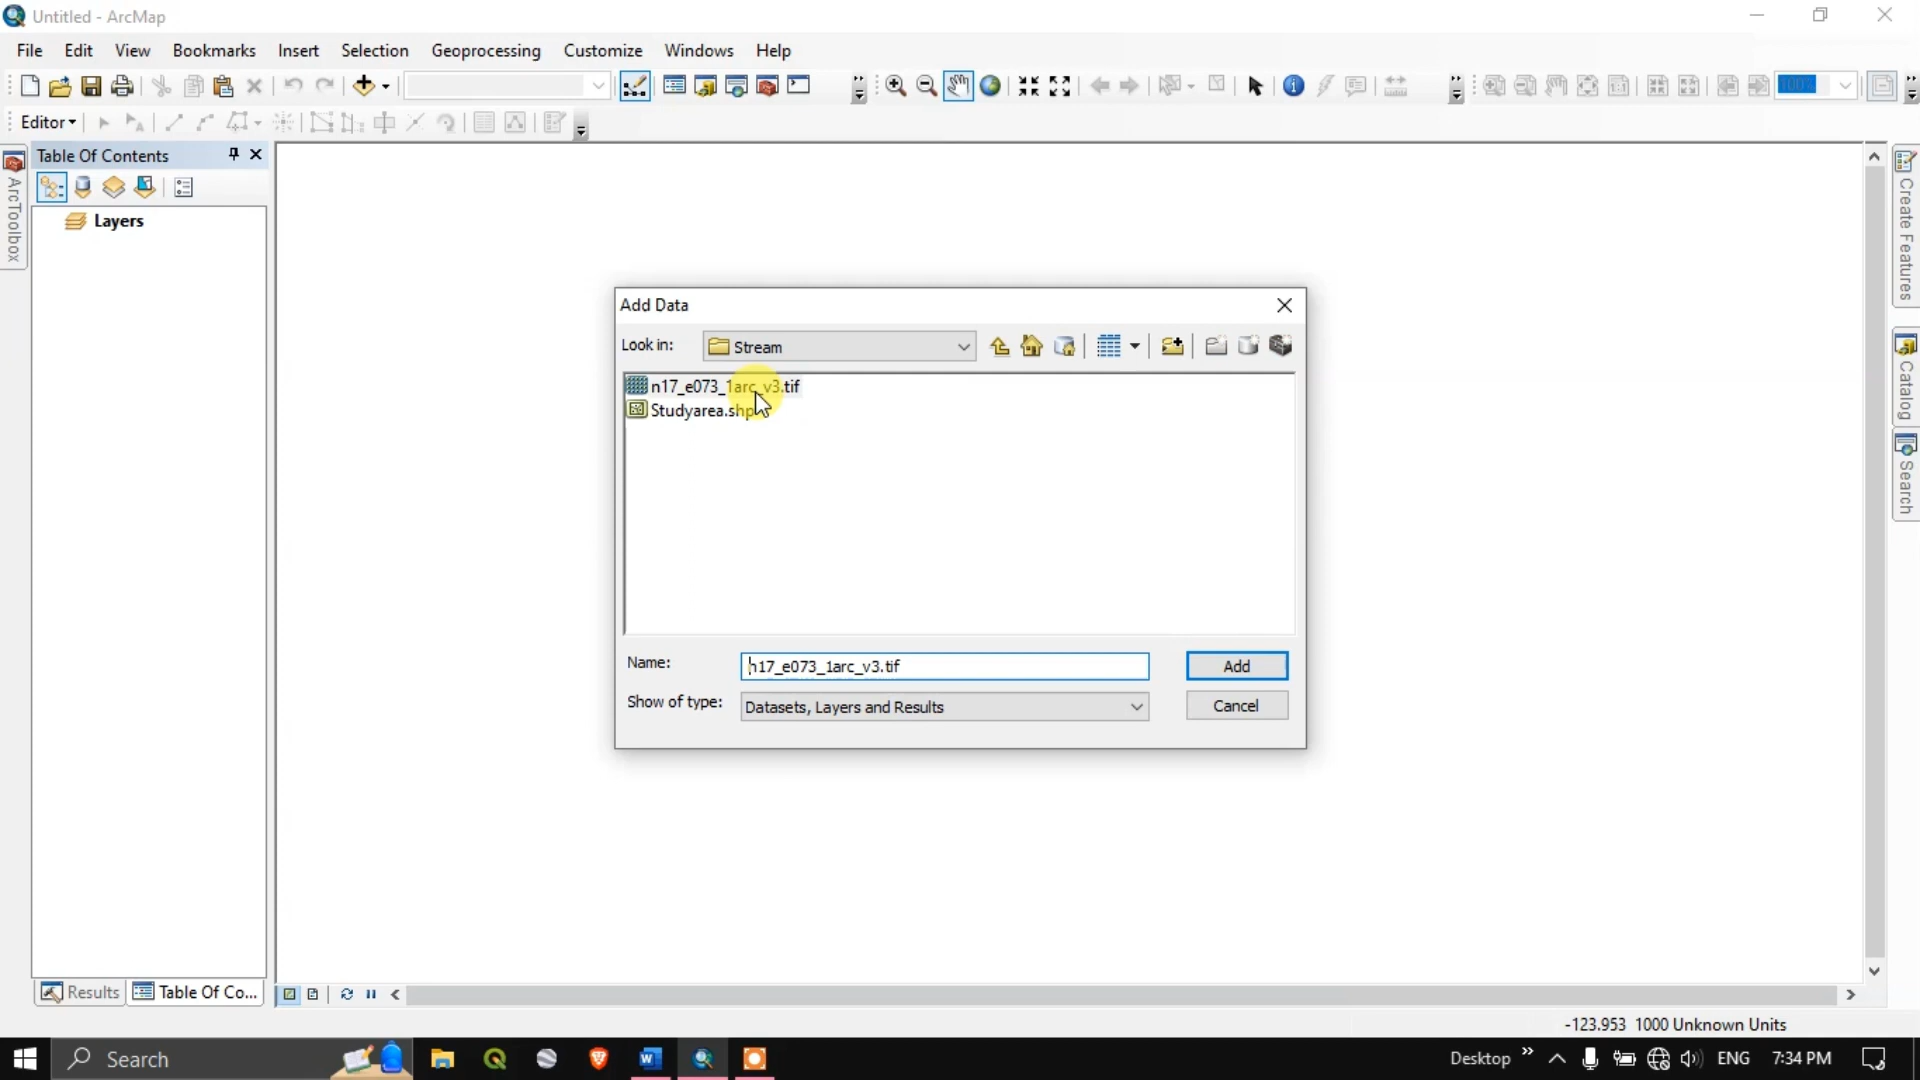 Untitled - ArcMap
File Edit View Bookmarks Insert Selection Geoprocessing Customize Windows Help
100%
Editor
Table Of Contents
ArcToolbox
Layers
Create Features
Catalog
Search
Add Data
Look in: Stream
n17_e073_1arc_v3.tif
Studyarea.shp
Name: n17_e073_1arc_v3.tif Add
Show of type: Datasets, Layers and Results Cancel
Results Table Of Co...
-123.953 1000 Unknown Units
Search Desktop » ENG 7:34 PM